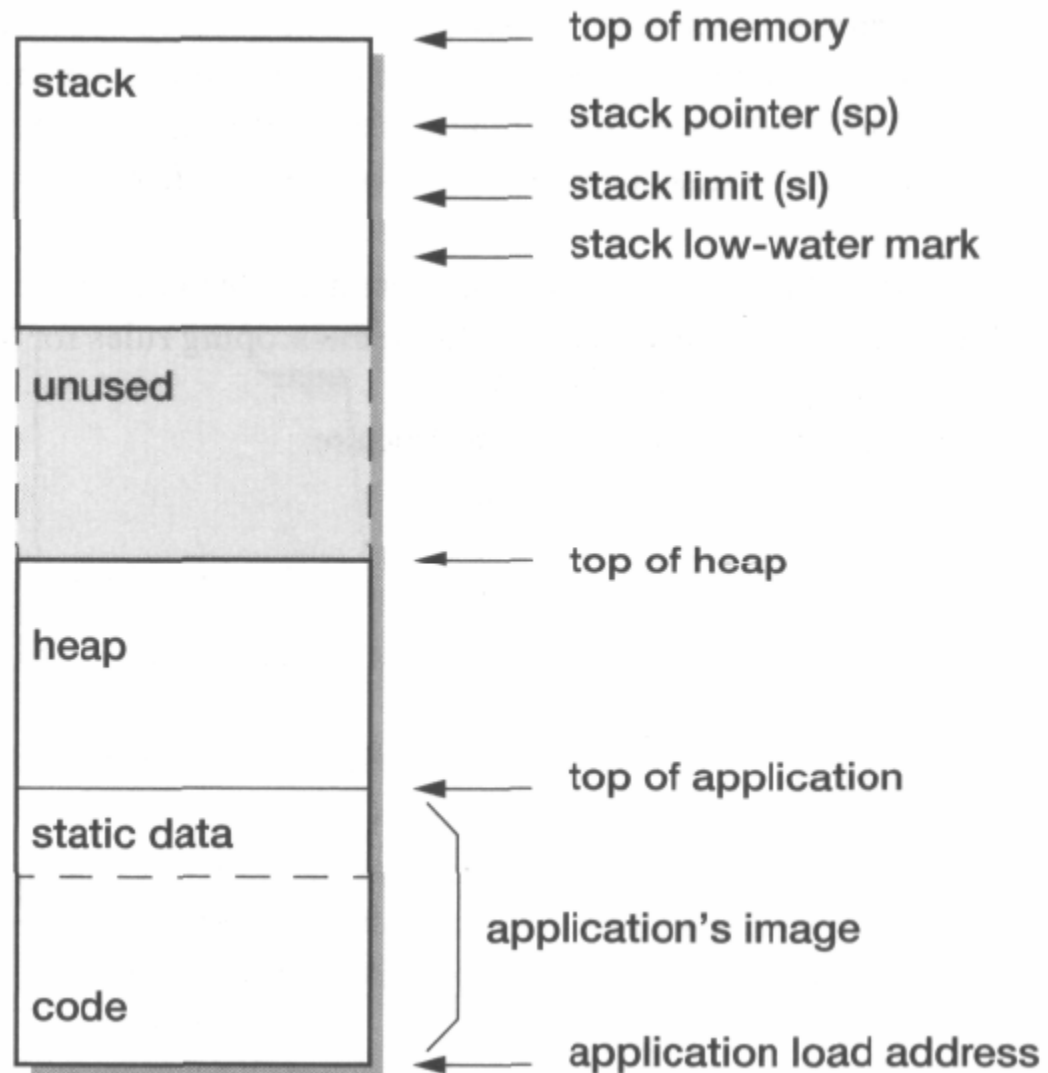 top of memory
stack
stack pointer (sp)
stack limit (sl)
stack low-water mark
unused
top of heap
heap
top of application
static data
application's image
code
application load address